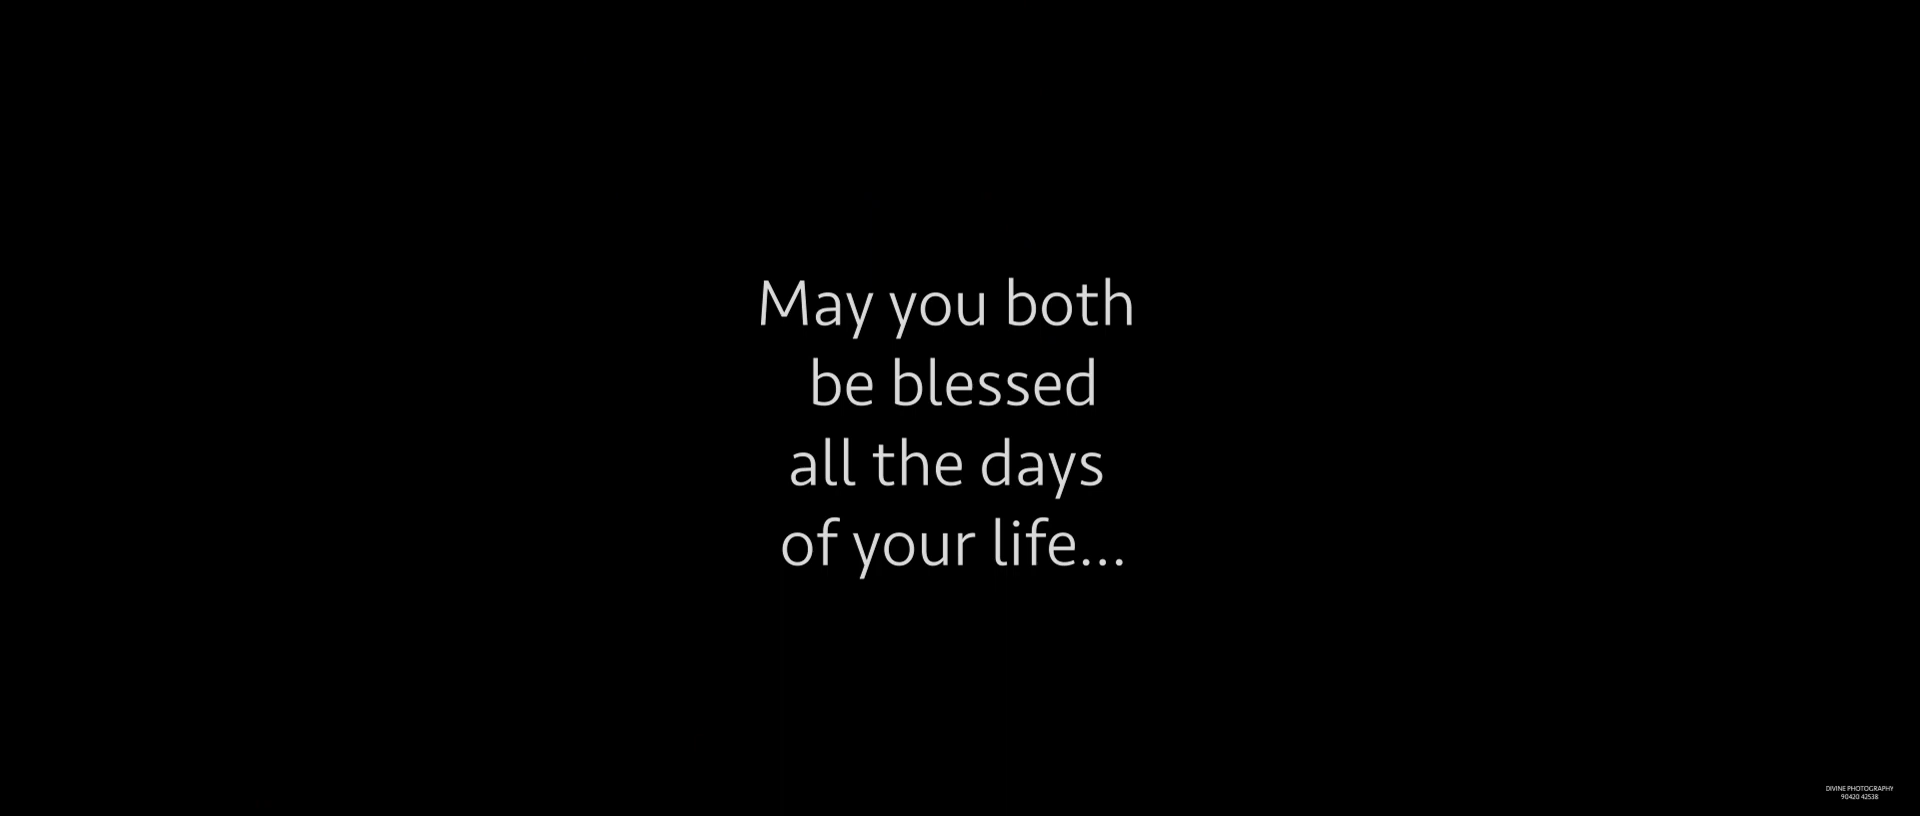 May you both
be blessed
all the days
of your life...
DIVINE PHOTOGRAPHY
90420 42538